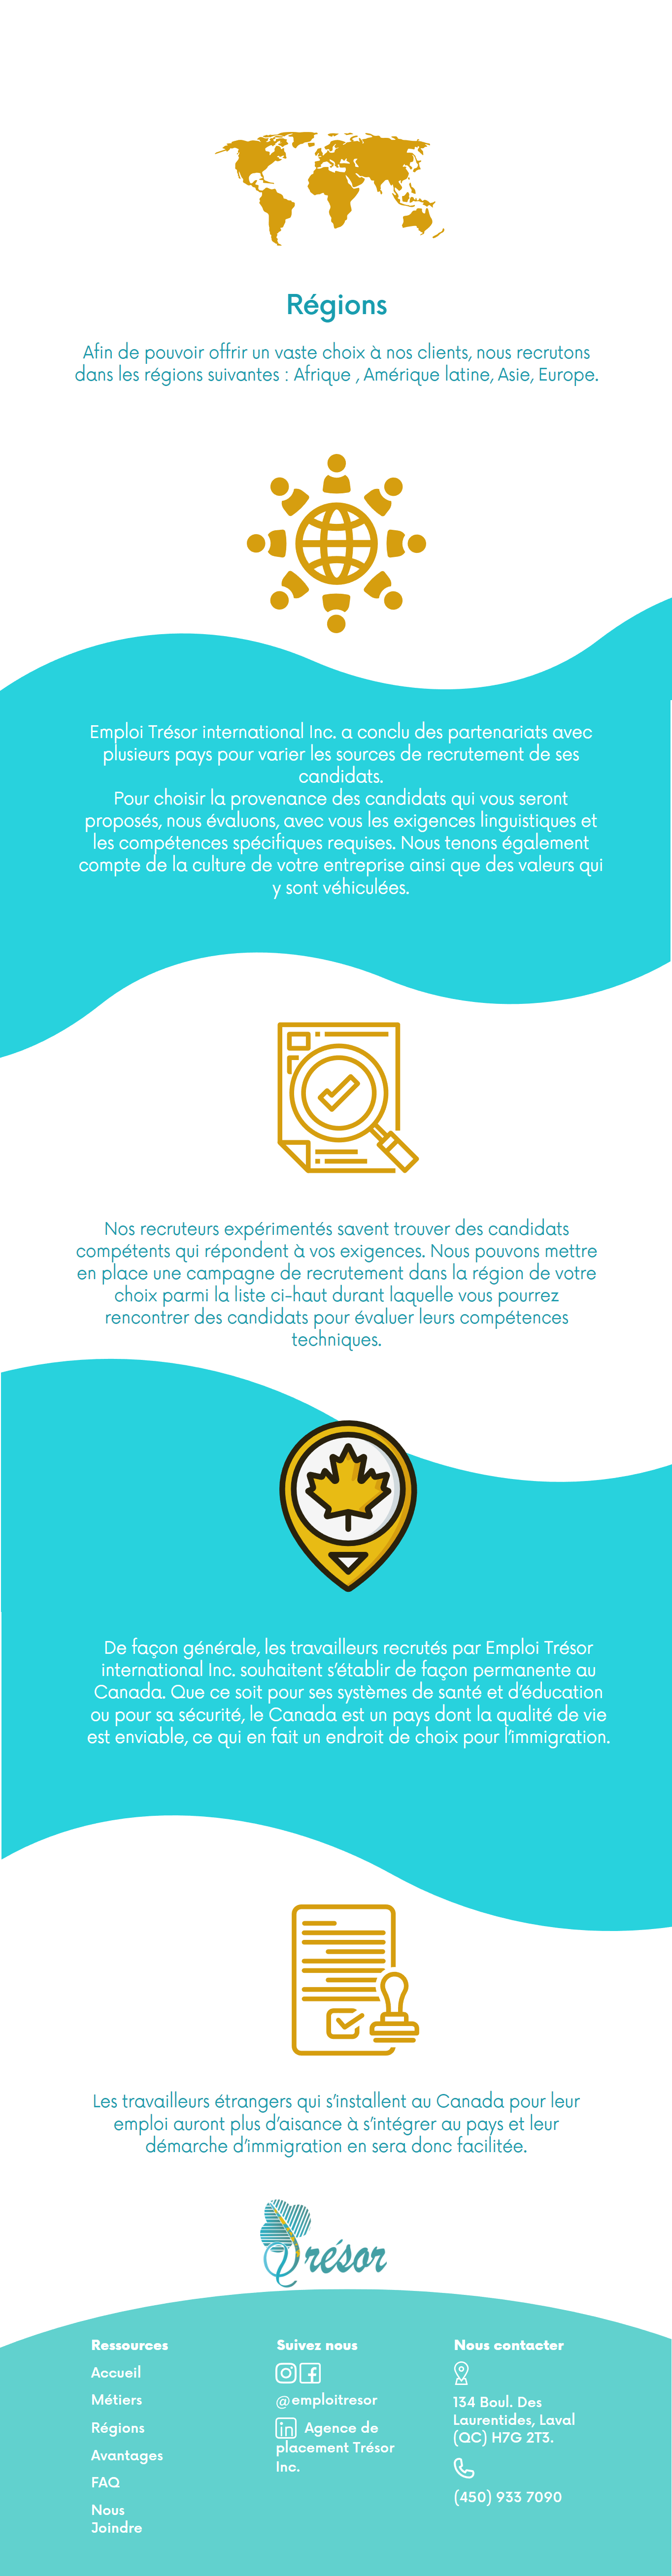 Régions
Afin de pouvoir offrir un vaste choix à nos clients, nous recrutons
dans les régions suivantes : Afrique , Amérique latine, Asie, Europe.
Emploi Trésor international Inc. a conclu des partenariats avec
plusieurs pays pour varier les sources de recrutement de ses
candidats.
Pour choisir la provenance des candidats qui vous seront
proposés, nous évaluons, avec vous les exigences linguistiques et
les compétences spécifiques requises. Nous tenons également
compte de la culture de votre entreprise ainsi que des valeurs qui
y sont véhiculées.
Nos recruteurs expérimentés savent trouver des candidats
compétents qui répondent à vos exigences. Nous pouvons mettre
en place une campagne de recrutement dans la région de votre
choix parmi la liste ci-haut durant laquelle vous pourrez
rencontrer des candidats pour évaluer leurs compétences
techniques.
De façon générale, les travailleurs recrutés par Emploi Trésor
international Inc. souhaitent s'établir de façon permanente au
Canada. Que ce soit pour ses systèmes de santé et d'éducation
ou pour sa sécurité, le Canada est un pays dont la qualité de vie
est enviable, ce qui en fait un endroit de choix pour l'immigration.
Les travailleurs étrangers qui s'installent au Canada pour leur
emploi auront plus d'aisance à s'intégrer au pays et leur
démarche d'immigration en sera donc facilitée.
Trésor
Ressources
Accueil
Métiers
Régions
Avantages
FAQ
Nous
Joindre
Suivez nous
@emploitresor
in Agence de
placement Trésor
Inc.
Nous contacter
134 Boul. Des
Laurentides, Laval
(QC) H7G 2T3.
(450) 933 7090